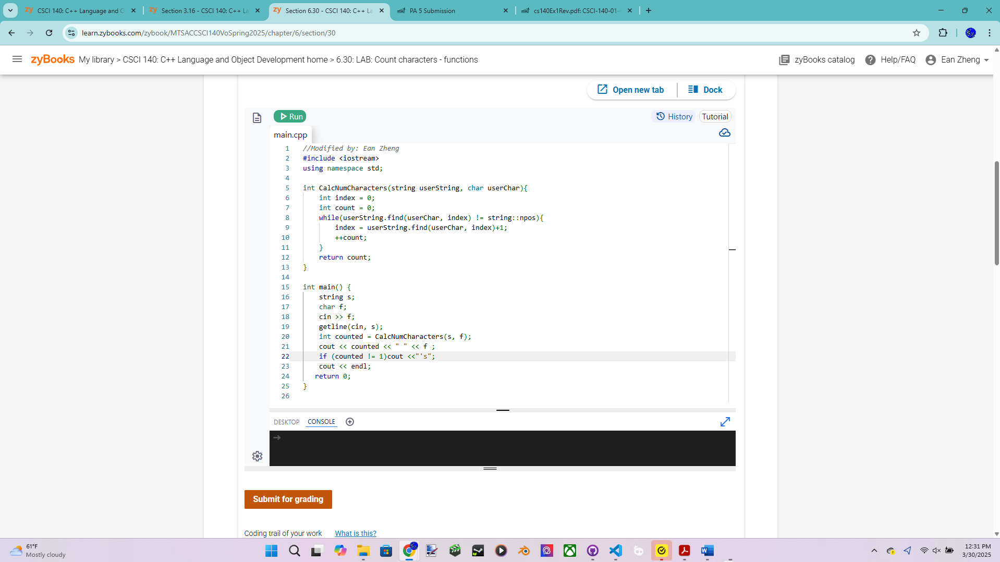 CSCI 140: C++ Language and O
Section 3.16 - CSCI 140: C++ La
Section 6.30 - CSCI 140: C++ La
PA 5 Submission
cs140Ex1Rev.pdf: CSCI-140-01-
learn.zybooks.com/zybook/MTSACCSCI140VoSpring2025/chapter/6/section/30
zyBooks My library > CSCI 140: C++ Language and Object Development home > 6.30: LAB: Count characters - functions
zyBooks catalog
Help/FAQ
Ean Zheng
Open new tab
Dock
Run
History
Tutorial
main.cpp
1 //Modified by: Ean Zheng
2 #include <iostream>
3 using namespace std;
4
5 int CalcNumCharacters(string userString, char userChar){
6 int index = 0;
7 int count = 0;
8 while(userString.find(userChar, index) != string::npos){
9 index = userString.find(userChar, index)+1;
10 ++count;
11 }
12 return count;
13 }
14
15 int main() {
16 string s;
17 char f;
18 cin >> f;
19 getline(cin, s);
20 int counted = CalcNumCharacters(s, f);
21 cout << counted << " " << f ;
22 if (counted != 1)cout <<"'s";
23 cout << endl;
24 return 0;
25 }
26
DESKTOP
CONSOLE
Submit for grading
Coding trail of your work What is this?
61°F
Mostly cloudy
12:31 PM
3/30/2025